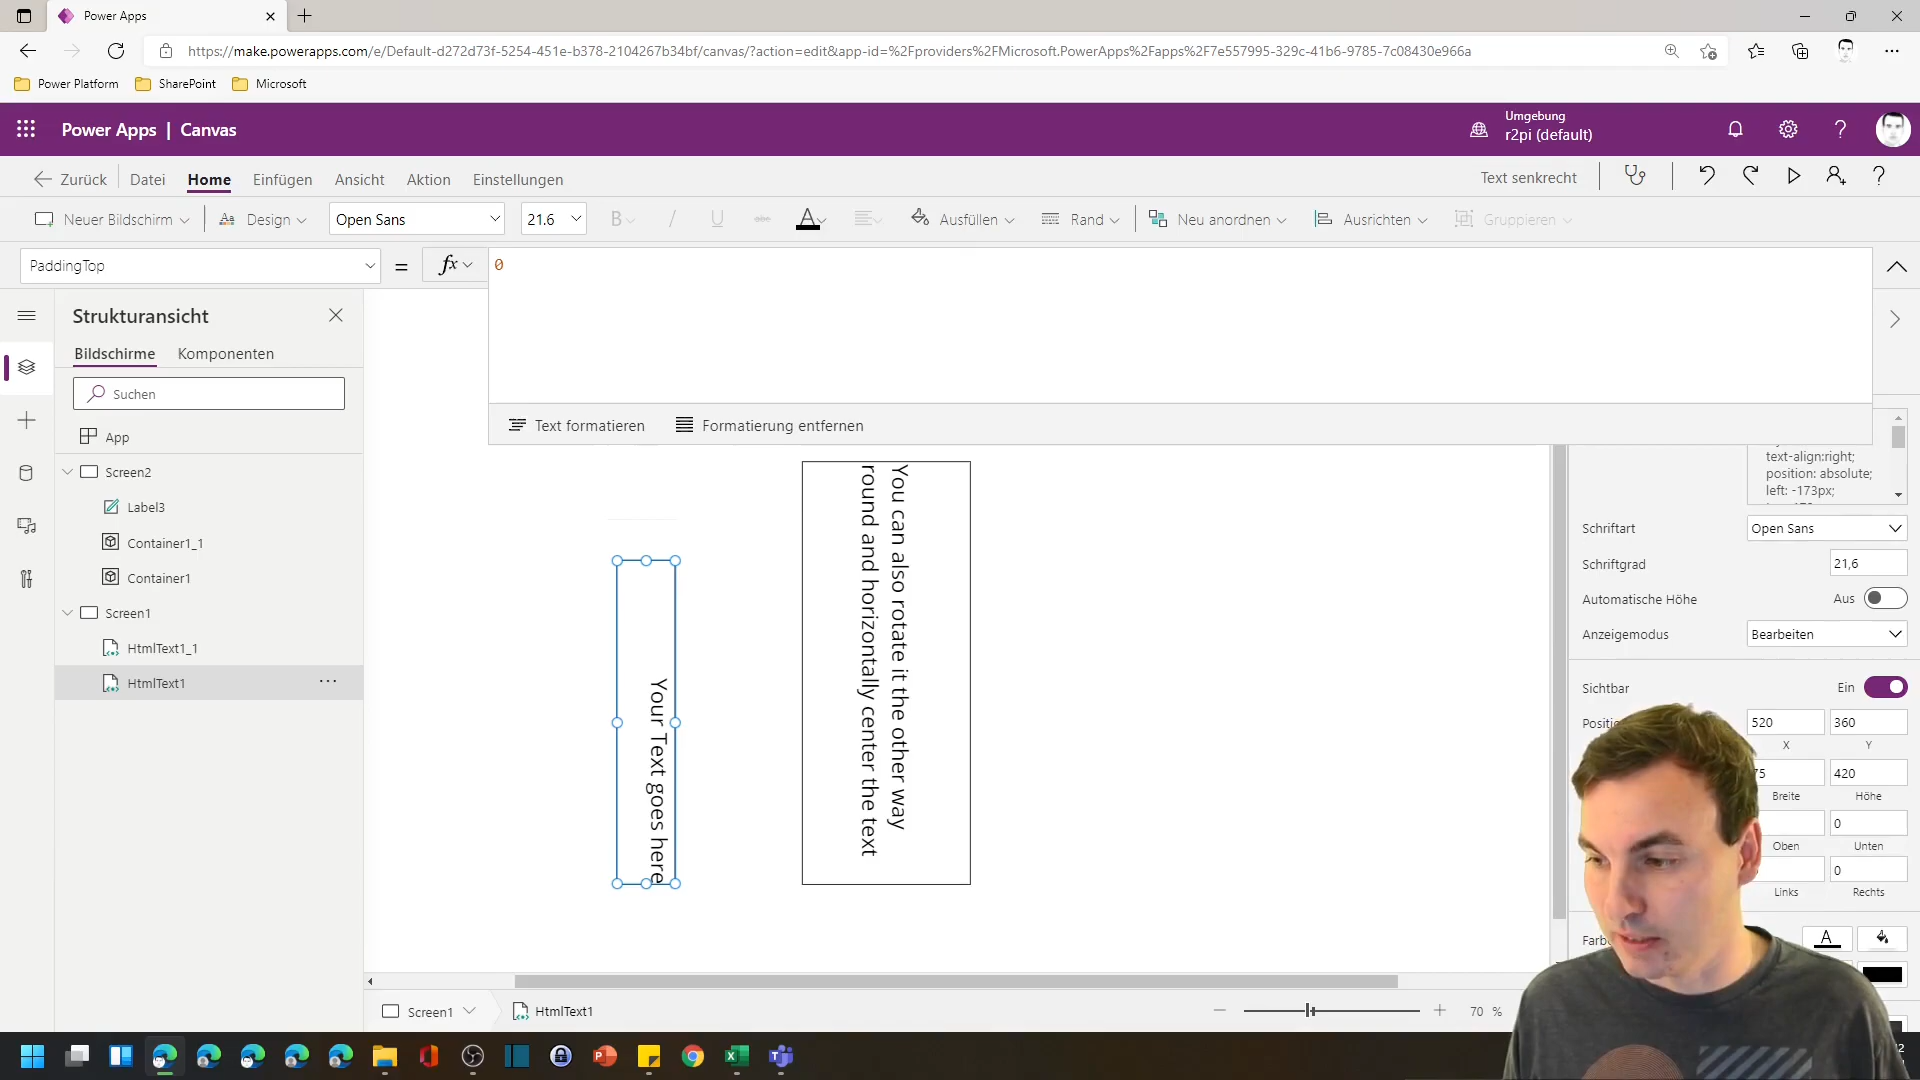 Power Apps
https://make.powerapps.com/e/Default-d272d73f-5254-451e-b378-2104267b34bf/canvas/?action=edit&app-id=%2Fproviders%2FMicrosoft.PowerApps%2Fapps%2F7e557995-329c-41b6-9785-7c08430e966a
Power Platform SharePoint Microsoft
Power Apps | Canvas
Umgebung
r2pi (default)
Zurück Datei Home Einfügen Ansicht Aktion Einstellungen Text senkrecht
Neuer Bildschirm Design Open Sans 21.6 B / U abc A Ausfüllen Rand Neu anordnen Ausrichten Gruppieren
PaddingTop = fx 0
Strukturansicht
Bildschirme Komponenten
Suchen
App
Screen2
Label3
Container1_1
Container1
Screen1
HtmlText1_1
HtmlText1
Text formatieren Formatierung entfernen
Your Text goes here
You can also rotate it the other way
round and horizontally center the text
text-align:right;
position: absolute;
left: -173px;
Schriftart Open Sans
Schriftgrad 21,6
Automatische Höhe Aus
Anzeigemodus Bearbeiten
Sichtbar Ein
520 360
X Y
420
Breite Höhe
0
Oben Unten
0
Links Rechts
A
Screen1 HtmlText1
70 %